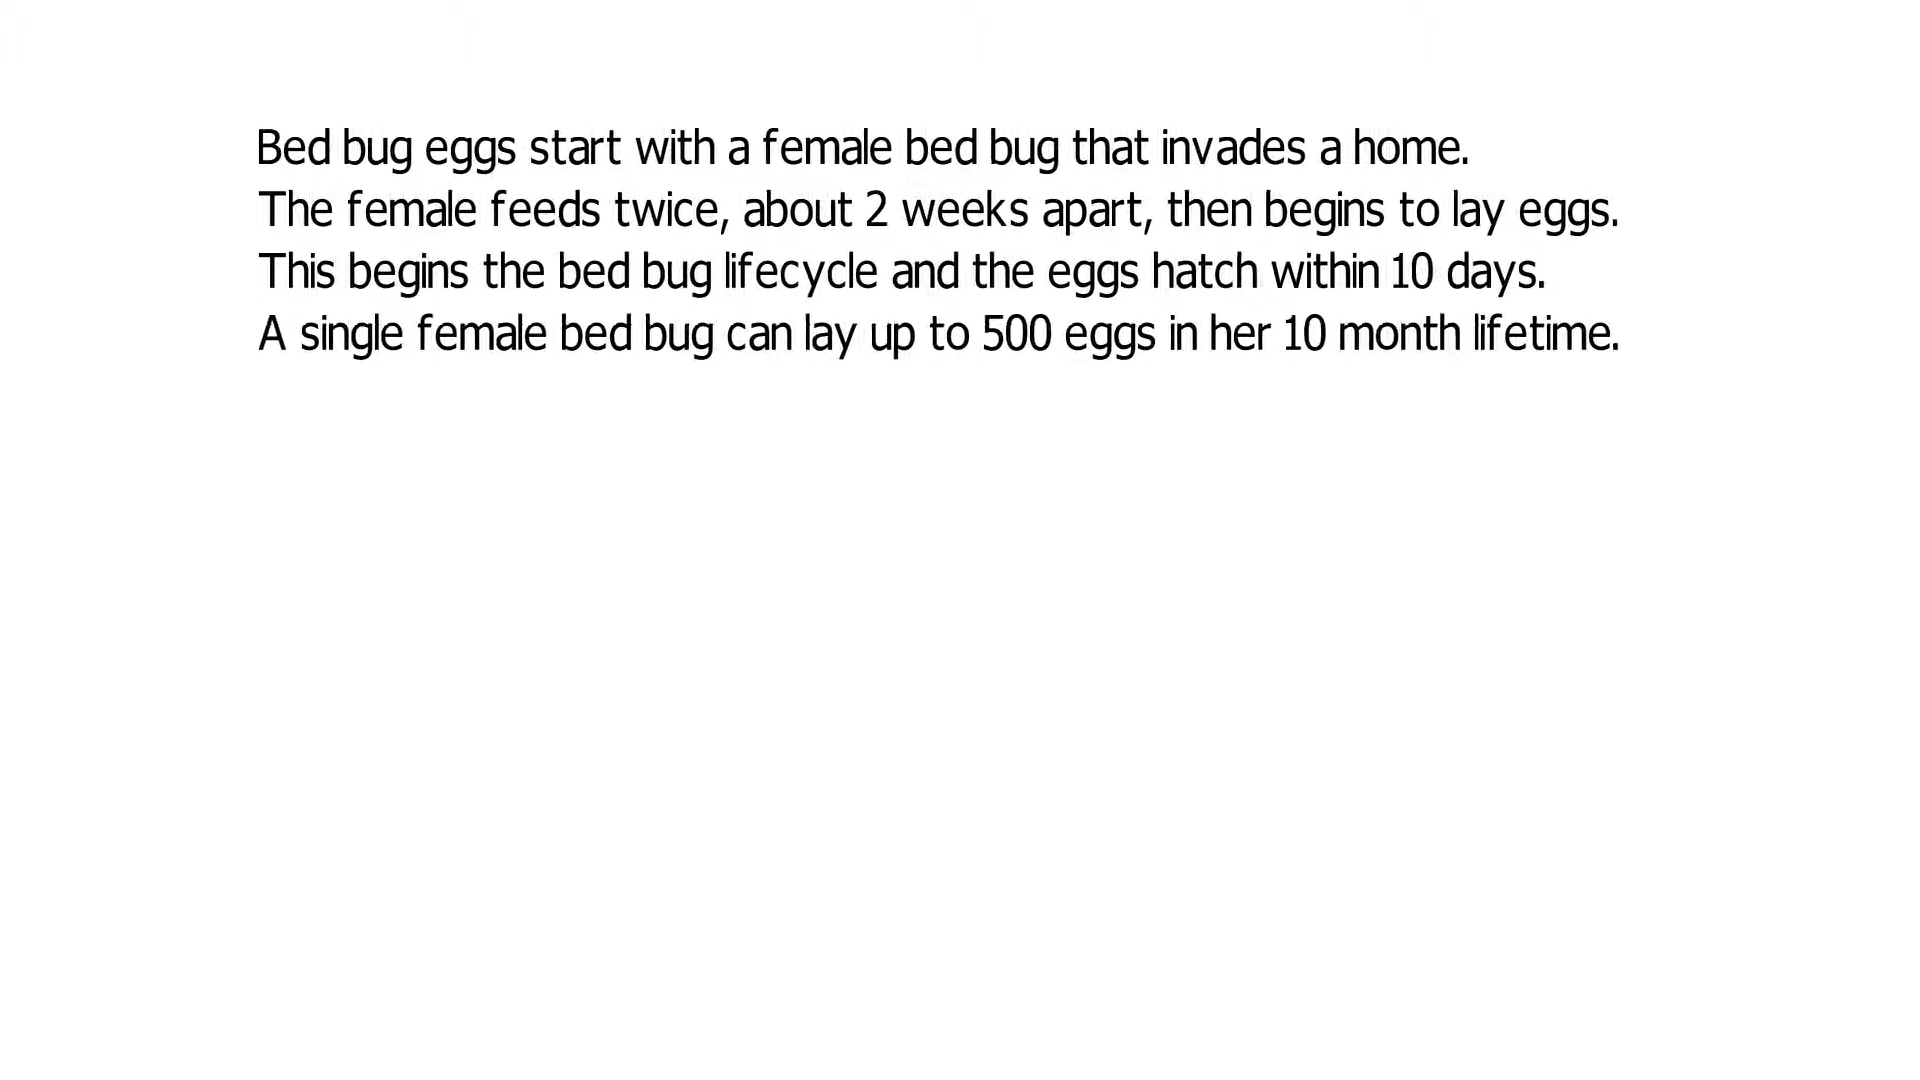 Bed bug eggs start with a female bed bug that invades a home.
The female feeds twice, about 2 weeks apart, then begins to lay eggs.
This begins the bed bug lifecycle and the eggs hatch within 10 days.
A single female bed bug can lay up to 500 eggs in her 10 month lifetime.